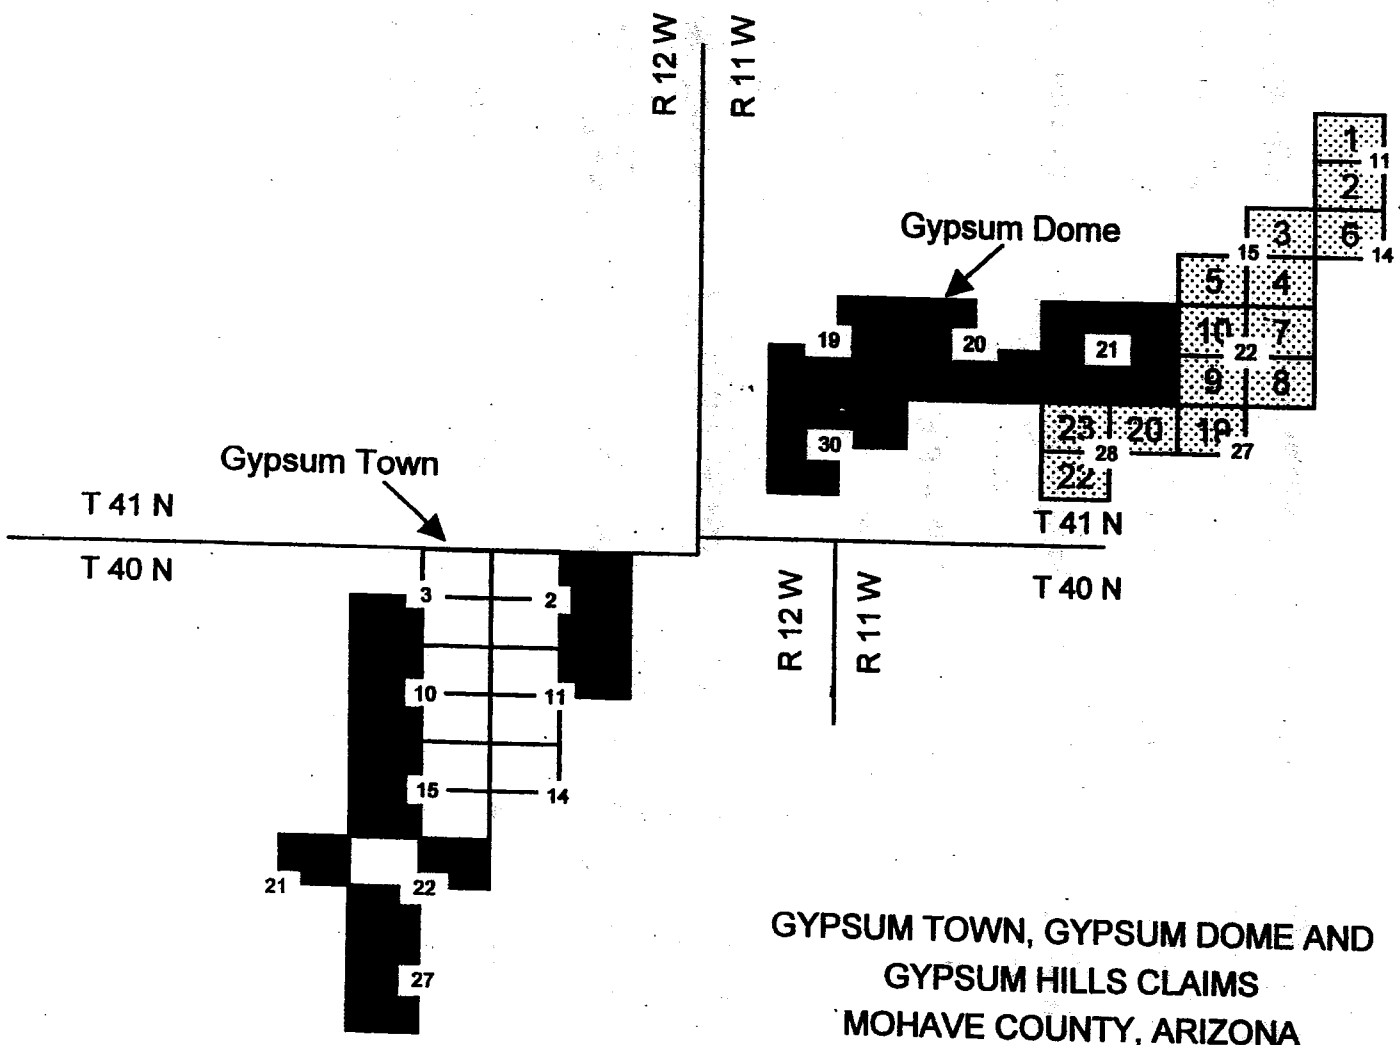 R 12 W
R 11 W
1
11
2
Gypsum Dome
3
6
15
14
5
4
19
20
21
10
7
22
9
8
23
20
19
30
28
27
22
Gypsum Town
T 41 N
T 41 N
T 40 N
T 40 N
R 12 W
R 11 W
3
2
10
11
15
14
21
22
27
GYPSUM TOWN, GYPSUM DOME AND
GYPSUM HILLS CLAIMS
MOHAVE COUNTY, ARIZONA